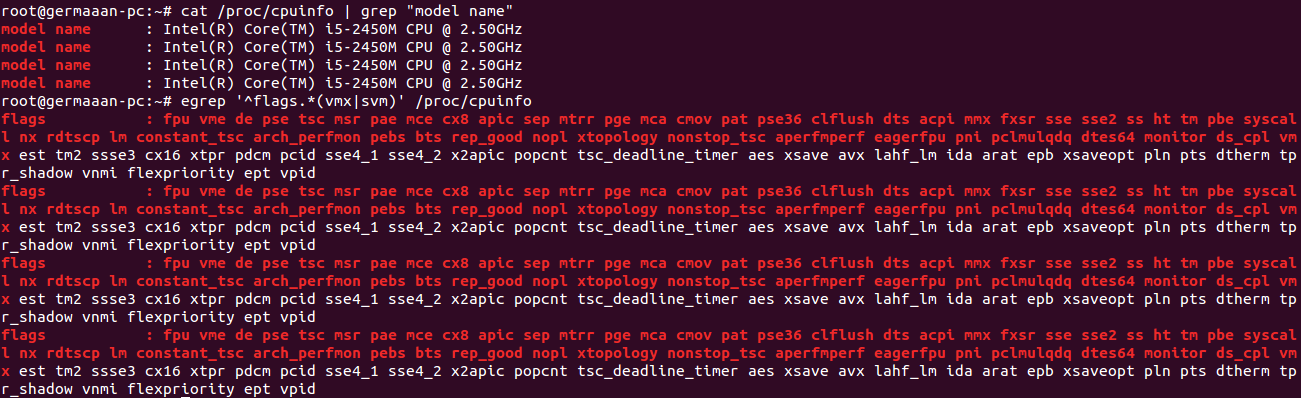 root@germaaan-pc:~# cat /proc/cpuinfo | grep "model name"
model name      : Intel(R) Core(TM) i5-2450M CPU @ 2.50GHz
model name      : Intel(R) Core(TM) i5-2450M CPU @ 2.50GHz
model name      : Intel(R) Core(TM) i5-2450M CPU @ 2.50GHz
model name      : Intel(R) Core(TM) i5-2450M CPU @ 2.50GHz
root@germaaan-pc:~# egrep '^flags.*(vmx|svm)' /proc/cpuinfo
flags           : fpu vme de pse tsc msr pae mce cx8 apic sep mtrr pge mca cmov pat pse36 clflush dts acpi mmx fxsr sse sse2 ss ht tm pbe syscal
l nx rdtscp lm constant_tsc arch_perfmon pebs bts rep_good nopl xtopology nonstop_tsc aperfmperf eagerfpu pni pclmulqdq dtes64 monitor ds_cpl vm
x est tm2 ssse3 cx16 xtpr pdcm pcid sse4_1 sse4_2 x2apic popcnt tsc_deadline_timer aes xsave avx lahf_lm ida arat epb xsaveopt pln pts dtherm tp
r_shadow vnmi flexpriority ept vpid
flags           : fpu vme de pse tsc msr pae mce cx8 apic sep mtrr pge mca cmov pat pse36 clflush dts acpi mmx fxsr sse sse2 ss ht tm pbe syscal
l nx rdtscp lm constant_tsc arch_perfmon pebs bts rep_good nopl xtopology nonstop_tsc aperfmperf eagerfpu pni pclmulqdq dtes64 monitor ds_cpl vm
x est tm2 ssse3 cx16 xtpr pdcm pcid sse4_1 sse4_2 x2apic popcnt tsc_deadline_timer aes xsave avx lahf_lm ida arat epb xsaveopt pln pts dtherm tp
r_shadow vnmi flexpriority ept vpid
flags           : fpu vme de pse tsc msr pae mce cx8 apic sep mtrr pge mca cmov pat pse36 clflush dts acpi mmx fxsr sse sse2 ss ht tm pbe syscal
l nx rdtscp lm constant_tsc arch_perfmon pebs bts rep_good nopl xtopology nonstop_tsc aperfmperf eagerfpu pni pclmulqdq dtes64 monitor ds_cpl vm
x est tm2 ssse3 cx16 xtpr pdcm pcid sse4_1 sse4_2 x2apic popcnt tsc_deadline_timer aes xsave avx lahf_lm ida arat epb xsaveopt pln pts dtherm tp
r_shadow vnmi flexpriority ept vpid
flags           : fpu vme de pse tsc msr pae mce cx8 apic sep mtrr pge mca cmov pat pse36 clflush dts acpi mmx fxsr sse sse2 ss ht tm pbe syscal
l nx rdtscp lm constant_tsc arch_perfmon pebs bts rep_good nopl xtopology nonstop_tsc aperfmperf eagerfpu pni pclmulqdq dtes64 monitor ds_cpl vm
x est tm2 ssse3 cx16 xtpr pdcm pcid sse4_1 sse4_2 x2apic popcnt tsc_deadline_timer aes xsave avx lahf_lm ida arat epb xsaveopt pln pts dtherm tp
r_shadow vnmi flexpriority ept vpid